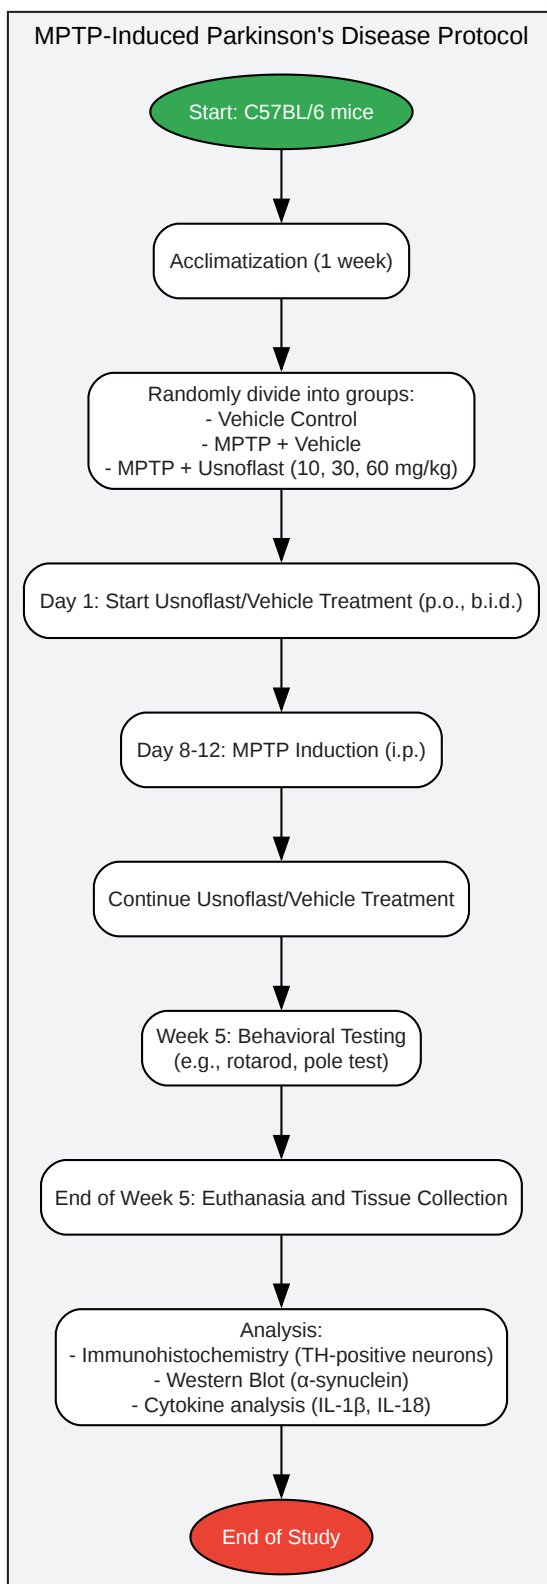 MPTP-Induced Parkinson's Disease Protocol
Start: C57BL/6 mice
Acclimatization (1 week)
Randomly divide into groups:
- Vehicle Control
- MPTP + Vehicle
- MPTP + Usnoflast (10, 30, 60 mg/kg)
Day 1: Start Usnoflast/Vehicle Treatment (p.o., b.i.d.)
Day 8-12: MPTP Induction (i.p.)
Continue Usnoflast/Vehicle Treatment
Week 5: Behavioral Testing
(e.g., rotarod, pole test)
End of Week 5: Euthanasia and Tissue Collection
Analysis:
- Immunohistochemistry (TH-positive neurons)
- Western Blot (α-synuclein)
- Cytokine analysis (IL-1β, IL-18)
End of Study